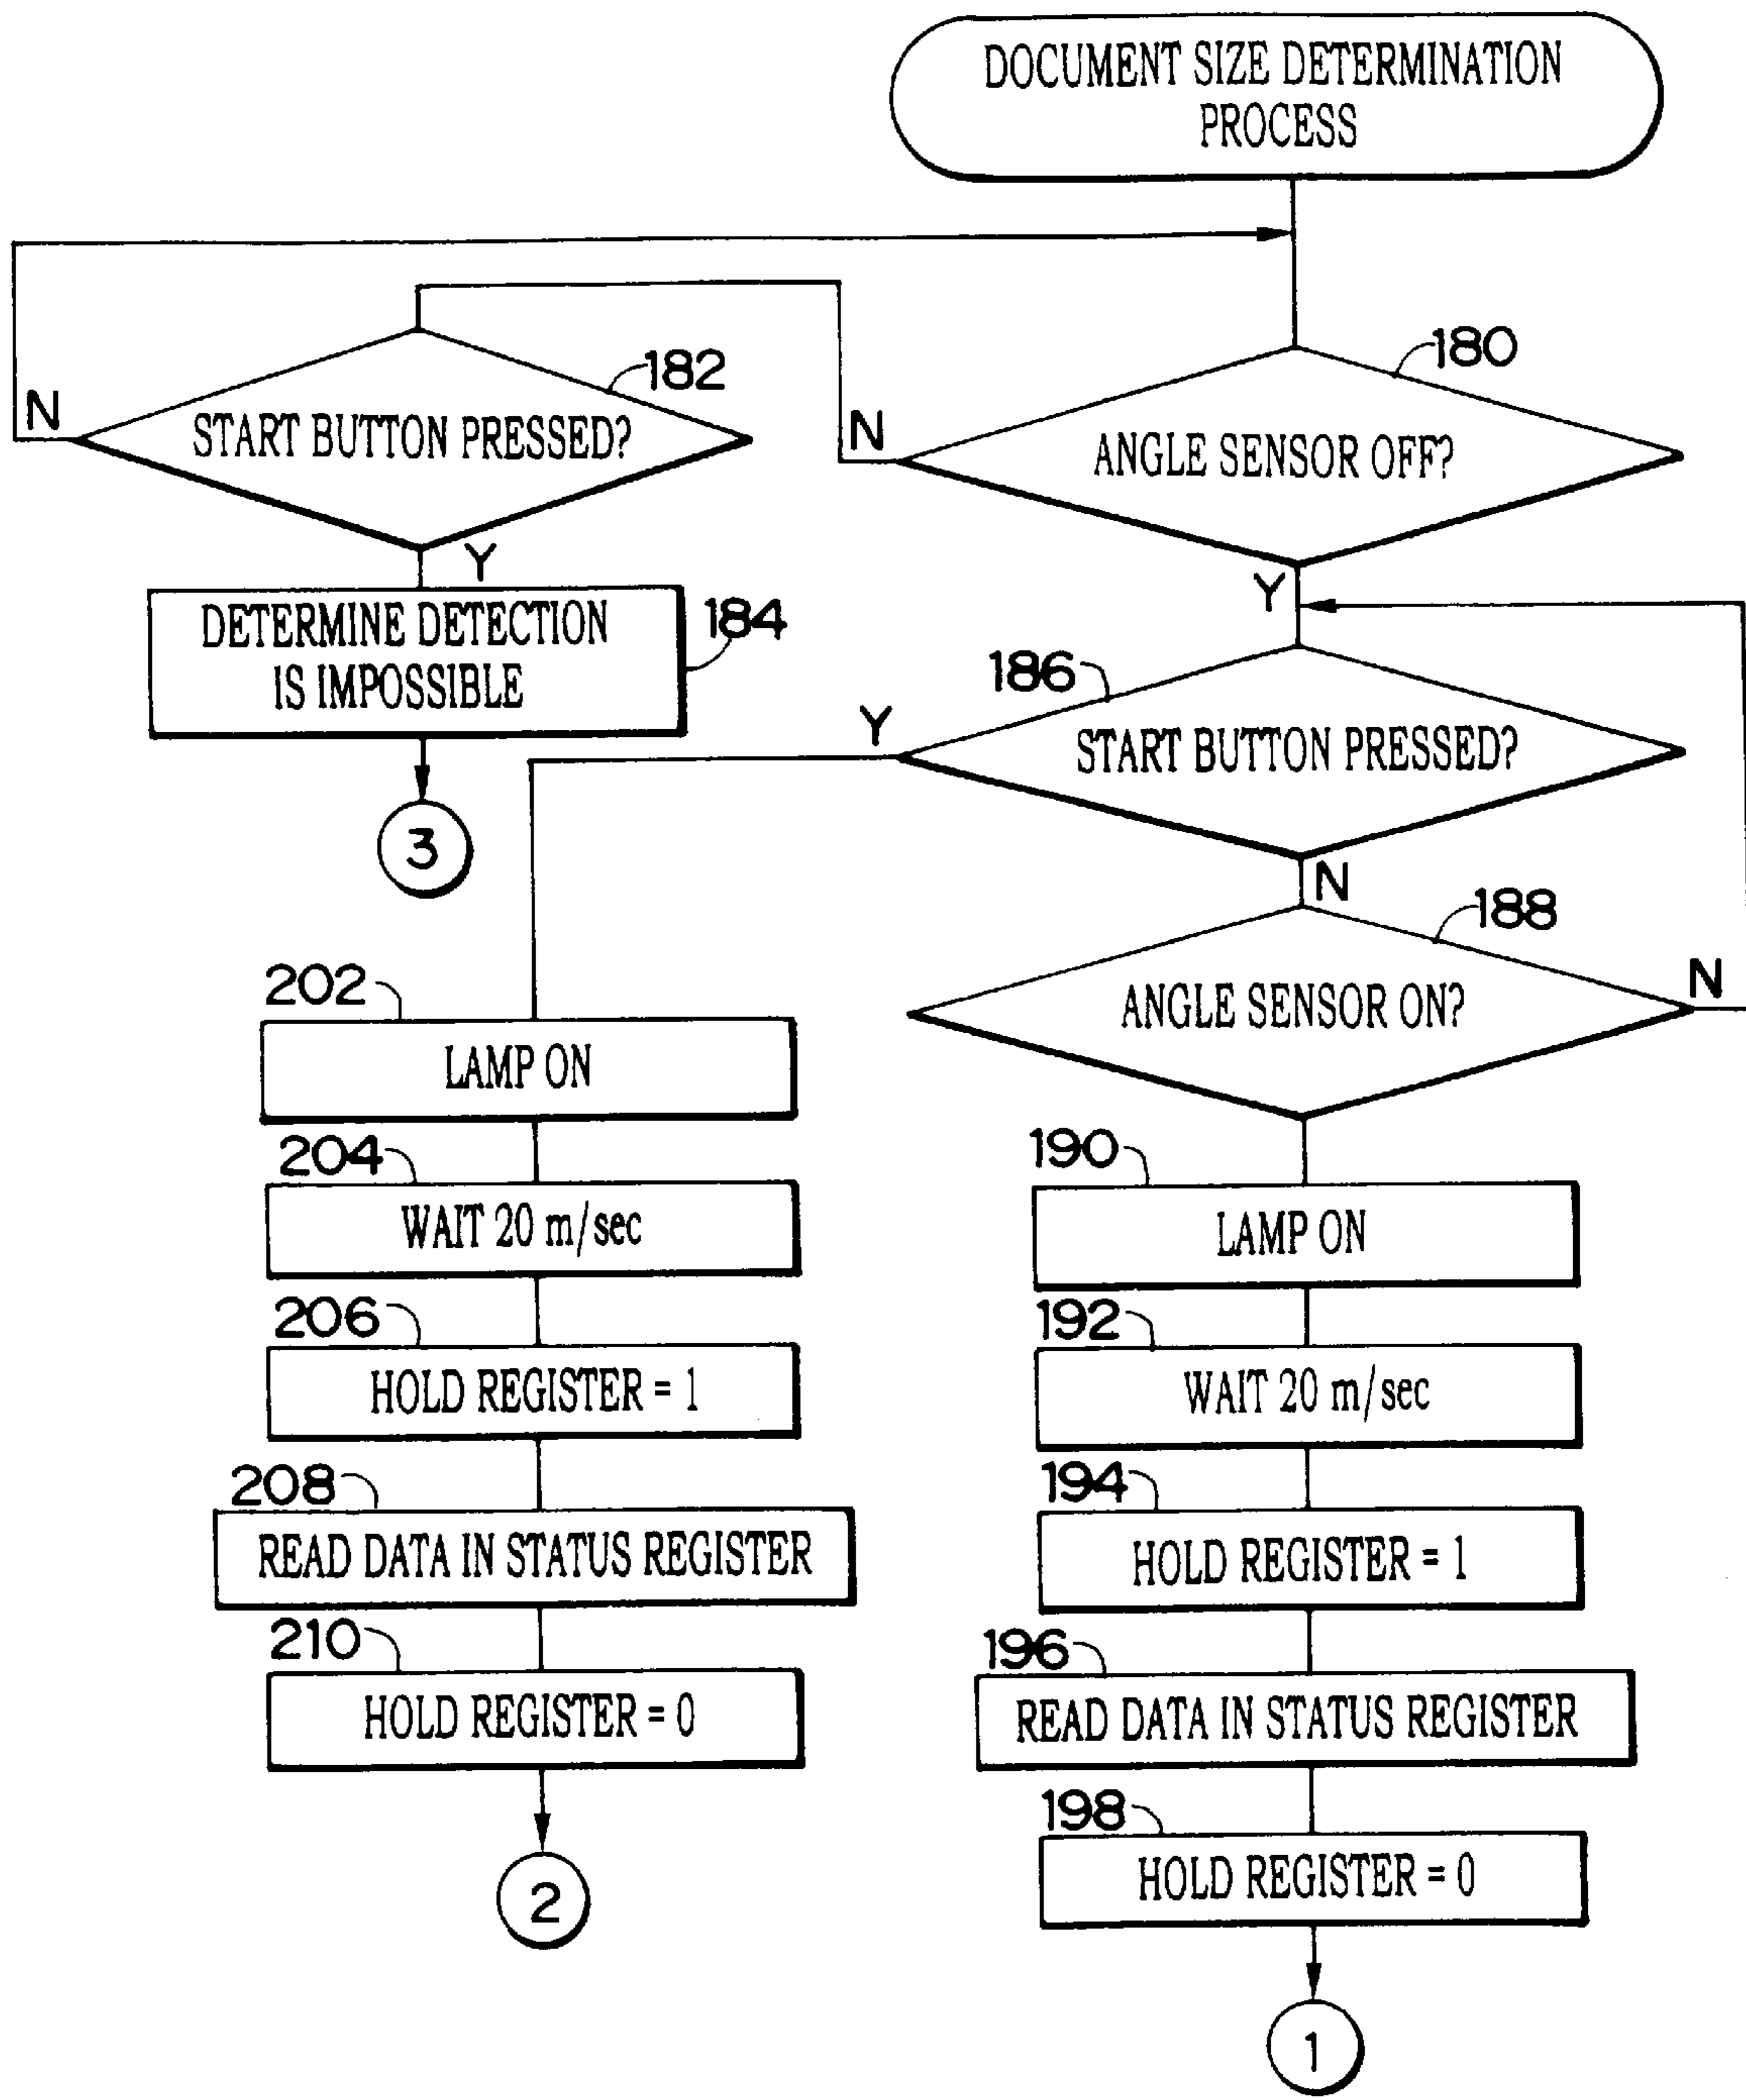 DOCUMENT SIZE DETERMINATION
PROCESS
180
ANGLE SENSOR OFF?
N
Y
182
START BUTTON PRESSED?
N
Y
184
DETERMINE DETECTION
IS IMPOSSIBLE
3
186
START BUTTON PRESSED?
Y
N
188
ANGLE SENSOR ON?
N
202
LAMP ON
204
WAIT 20 m/sec
206
HOLD REGISTER = 1
208
READ DATA IN STATUS REGISTER
210
HOLD REGISTER = 0
2
190
LAMP ON
192
WAIT 20 m/sec
194
HOLD REGISTER = 1
196
READ DATA IN STATUS REGISTER
198
HOLD REGISTER = 0
1